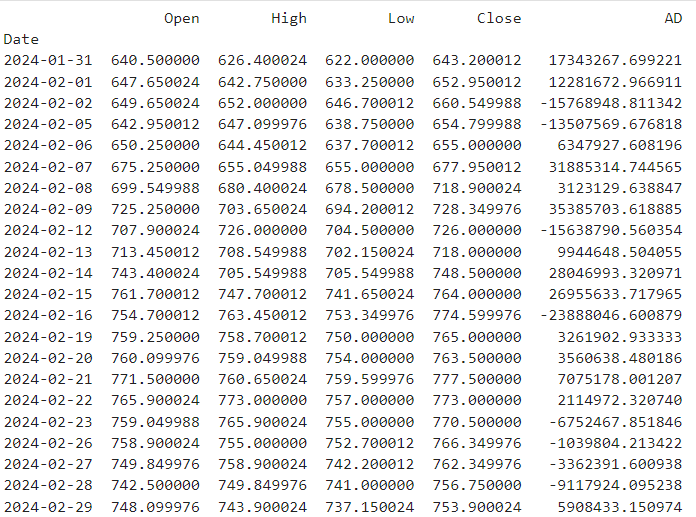 Open High Low Close AD
Date
2024-01-31 640.500000 626.400024 622.000000 643.200012 17343267.699221
2024-02-01 647.650024 642.750000 633.250000 652.950012 12281672.966911
2024-02-02 649.650024 652.000000 646.700012 660.549988 -15768948.811342
2024-02-05 642.950012 647.099976 638.750000 654.799988 -13507569.676818
2024-02-06 650.250000 644.450012 637.700012 655.000000 6347927.608196
2024-02-07 675.250000 655.049988 655.000000 677.950012 31885314.744565
2024-02-08 699.549988 680.400024 678.500000 718.900024 3123129.638847
2024-02-09 725.250000 703.650024 694.200012 728.349976 35385703.618885
2024-02-12 707.900024 726.000000 704.500000 726.000000 -15638790.560354
2024-02-13 713.450012 708.549988 702.150024 718.000000 9944648.504055
2024-02-14 743.400024 705.549988 705.549988 748.500000 28046993.320971
2024-02-15 761.700012 747.700012 741.650024 764.000000 26955633.717965
2024-02-16 754.700012 763.450012 753.349976 774.599976 -23888046.600879
2024-02-19 759.250000 758.700012 750.000000 765.000000 3261902.933333
2024-02-20 760.099976 759.049988 754.000000 763.500000 3560638.480186
2024-02-21 771.500000 760.650024 759.599976 777.500000 7075178.001207
2024-02-22 765.900024 773.000000 757.000000 773.000000 2114972.320740
2024-02-23 759.049988 765.900024 755.000000 770.500000 -6752467.851846
2024-02-26 758.900024 755.000000 752.700012 766.349976 -1039804.213422
2024-02-27 749.849976 758.900024 742.200012 762.349976 -3362391.600938
2024-02-28 742.500000 749.849976 741.000000 756.750000 -9117924.095238
2024-02-29 748.099976 743.900024 737.150024 753.900024 5908433.150974